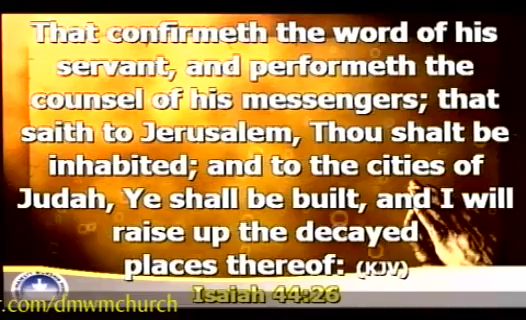 That confirmeth the word of his
servant, and performeth the
counsel of his messengers; that
saith to Jerusalem, Thou shalt be
inhabited; and to the cities of
Judah, Ye shall be built, and I will
raise up the decayed
places thereof: (KJV)
Isaiah 44:26
r.com/dmwmchurch